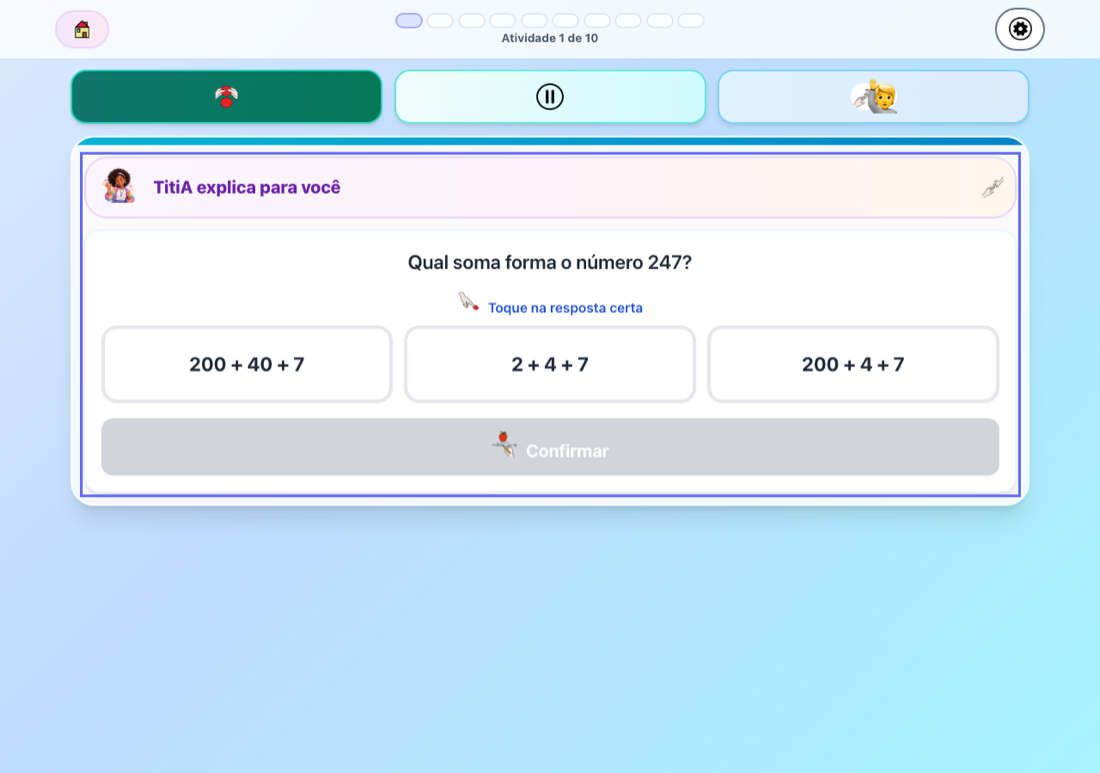 Atividade 1 de 10
TitiA explica para você
Qual soma forma o número 247?
Toque na resposta certa
200 + 40 + 7
2 + 4 + 7
200 + 4 + 7
Confirmar